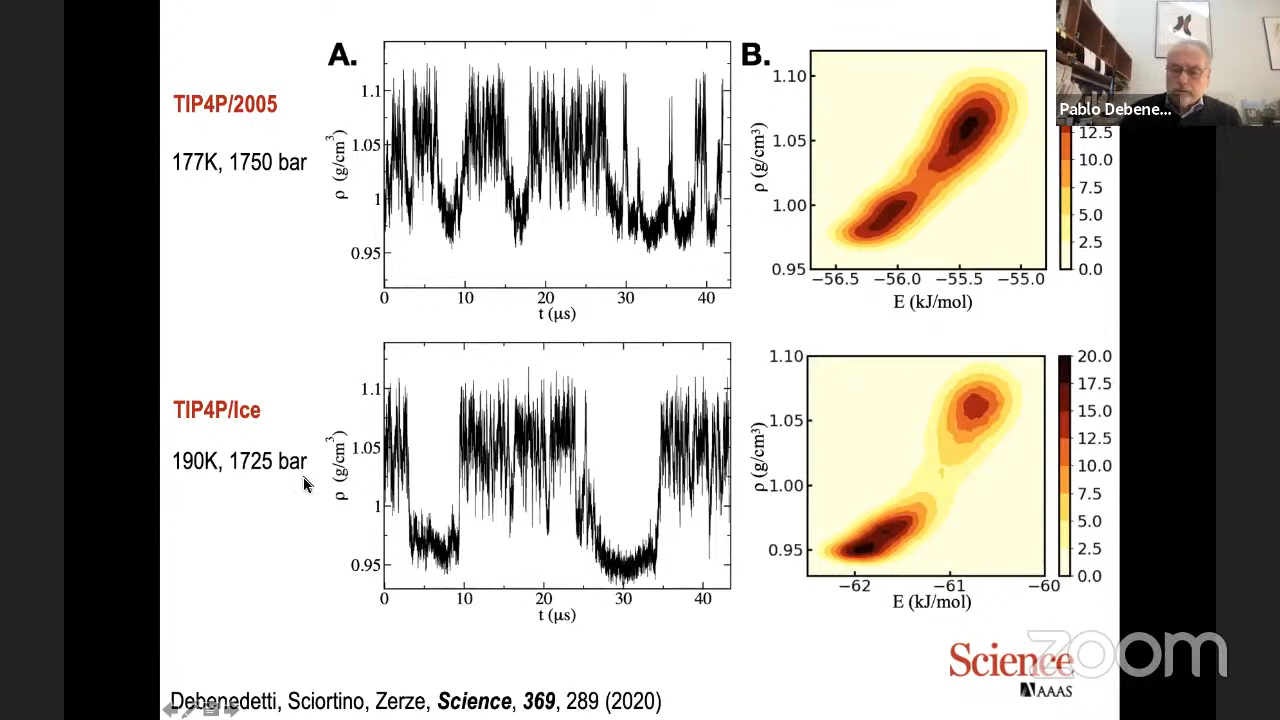 A.
B.
TIP4P/2005
177K, 1750 bar
ρ (g/cm³)
1.1
1.05
1
0.95
0 10 20 30 40
t (μs)
ρ (g/cm³)
1.10
1.05
1.00
0.95
−56.5 −56.0 −55.5 −55.0
E (kJ/mol)
12.5
10.0
7.5
5.0
2.5
0.0
Pablo Debene...
TIP4P/Ice
190K, 1725 bar
ρ (g/cm³)
1.1
1.05
1
0.95
0 10 20 30 40
t (μs)
ρ (g/cm³)
1.10
1.05
1.00
0.95
−62 −61 −60
E (kJ/mol)
20.0
17.5
15.0
12.5
10.0
7.5
5.0
2.5
0.0
Science
AAAS
zoom
Debenedetti, Sciortino, Zerze, Science, 369, 289 (2020)